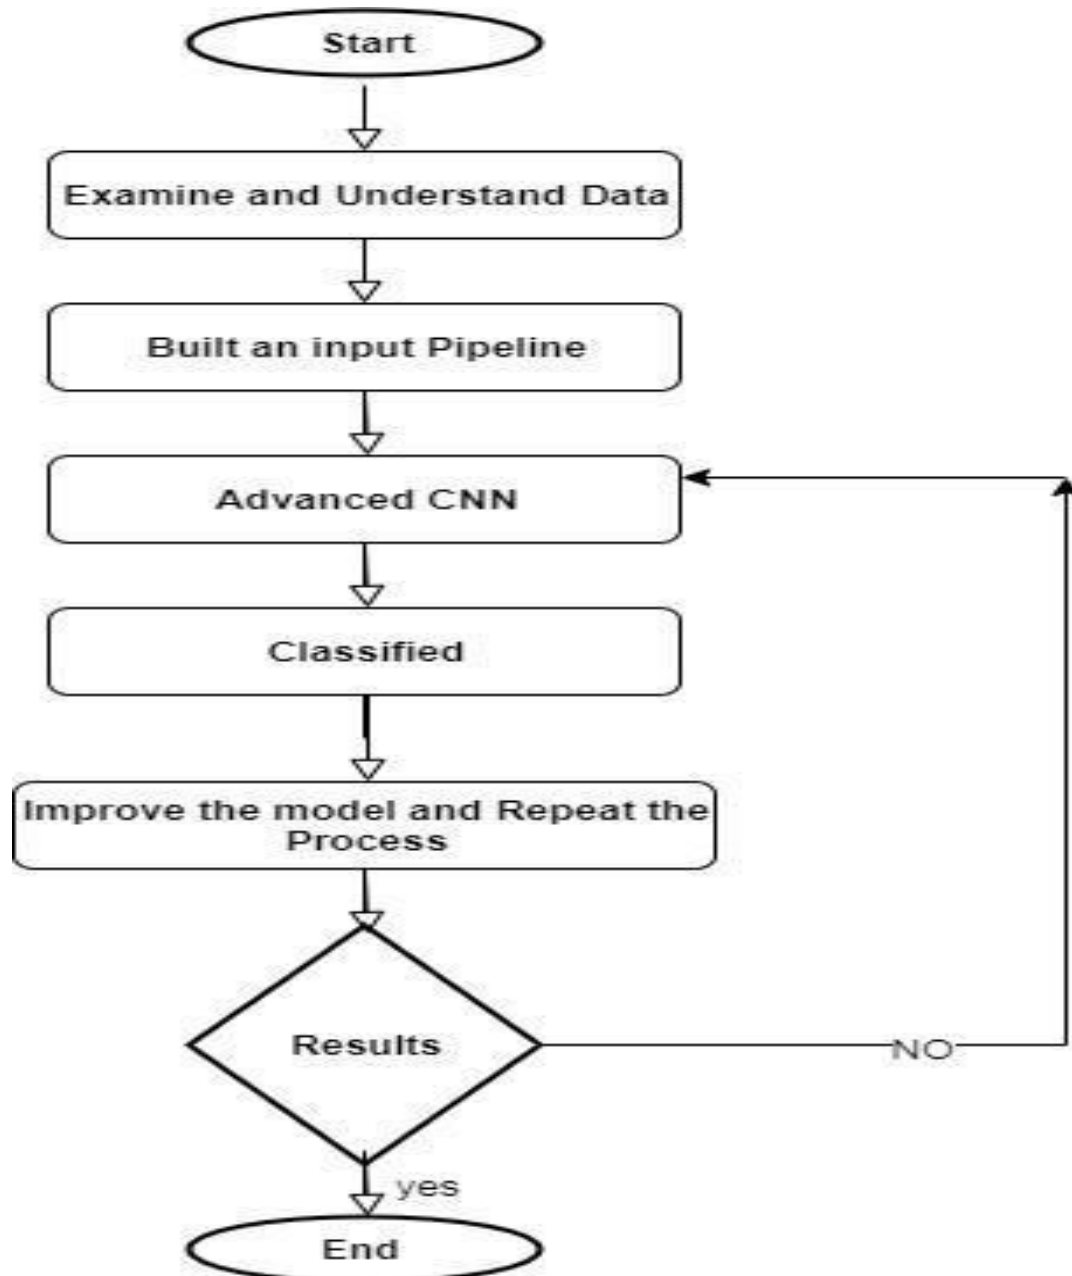 Start
Examine and Understand Data
Built an input Pipeline
Advanced CNN
Classified
Improve the model and Repeat the
Process
Results
NO
yes
End